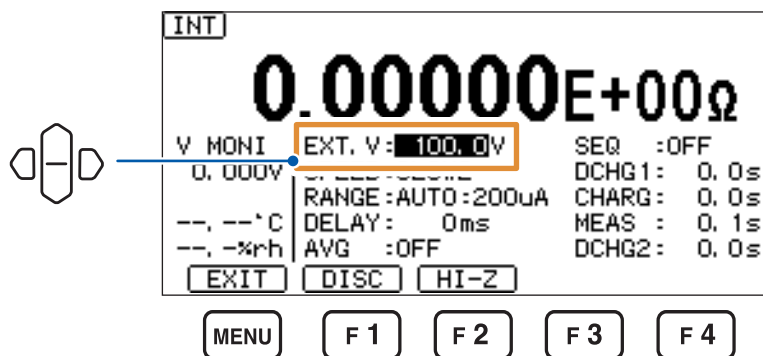 INT
0.00000E+00Ω
V MONI EXT. V: 100.0V SEQ :OFF
0.000V DCHG1: 0.0s
RANGE:AUTO:200uA CHARG: 0.0s
--.--°C DELAY: 0ms MEAS : 0.1s
--.-%rh AVG :OFF DCHG2: 0.0s
EXIT DISC HI-Z
MENU F1 F2 F3 F4